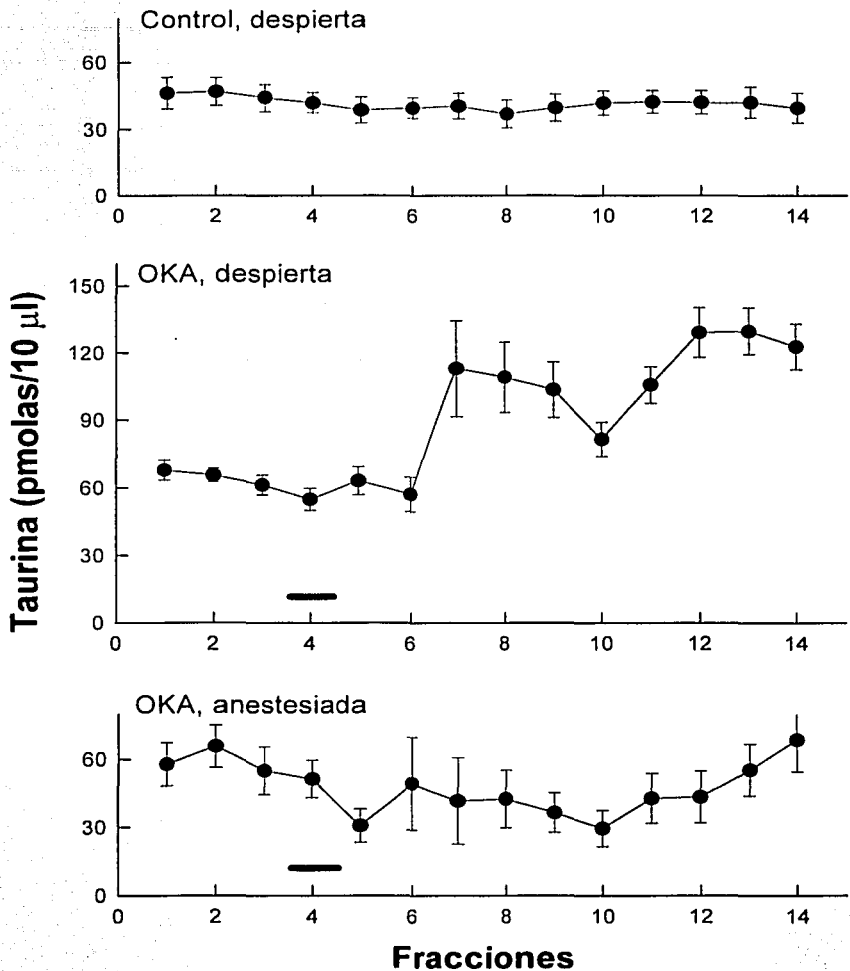 Control, despierta
60
30
0
0 2 4 6 8 10 12 14
OKA, despierta
150
120
90
60
30
0
0 2 4 6 8 10 12 14
Taurina (pmolas/10 μl)
OKA, anestesiada
60
30
0
0 2 4 6 8 10 12 14
Fracciones